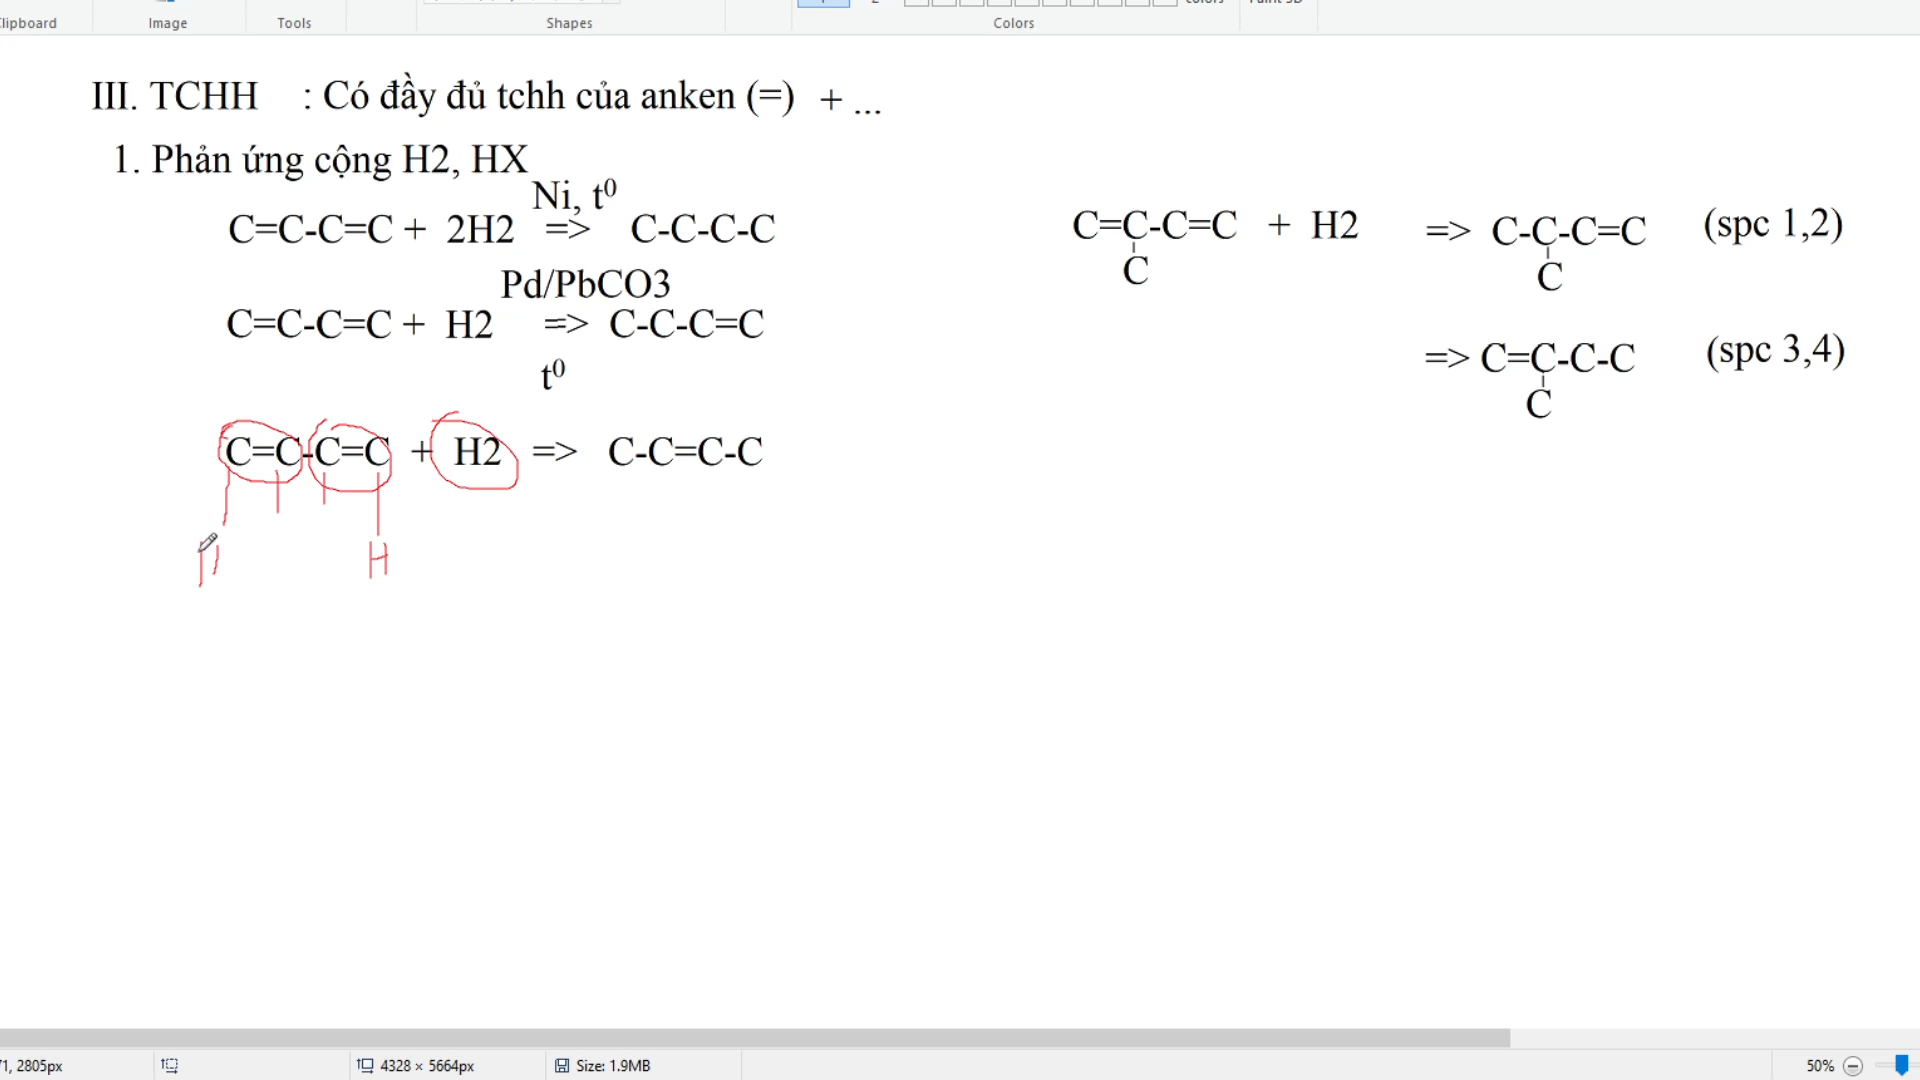 Image
Tools
Shapes
Colors
III. TCHH : Có đầy đủ tchh của anken (=) + ...
1. Phản ứng cộng H2, HX
Ni, t⁰
C=C-C=C + 2H2 => C-C-C-C
Pd/PbCO3
C=C-C=C + H2 => C-C-C=C
t⁰
C=C-C=C + H2 => C-C=C-C
H
C=C-C=C + H2 => C-C-C=C (spc 1,2)
C C
=> C=C-C-C (spc 3,4)
C
2805px
4328 × 5664px
Size: 1.9MB
50%